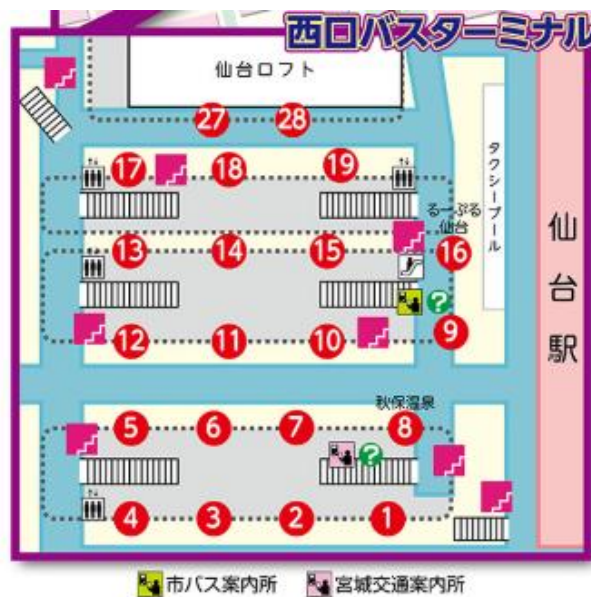 西口バスターミナル
仙台ロフト
27 28
17 18 19
タクシープール
るーぷる
仙台
13 14 15 16
仙台駅
?
12 11 10 9
秋保温泉
5 6 7 8
?
4 3 2 1
市バス案内所 宮城交通案内所